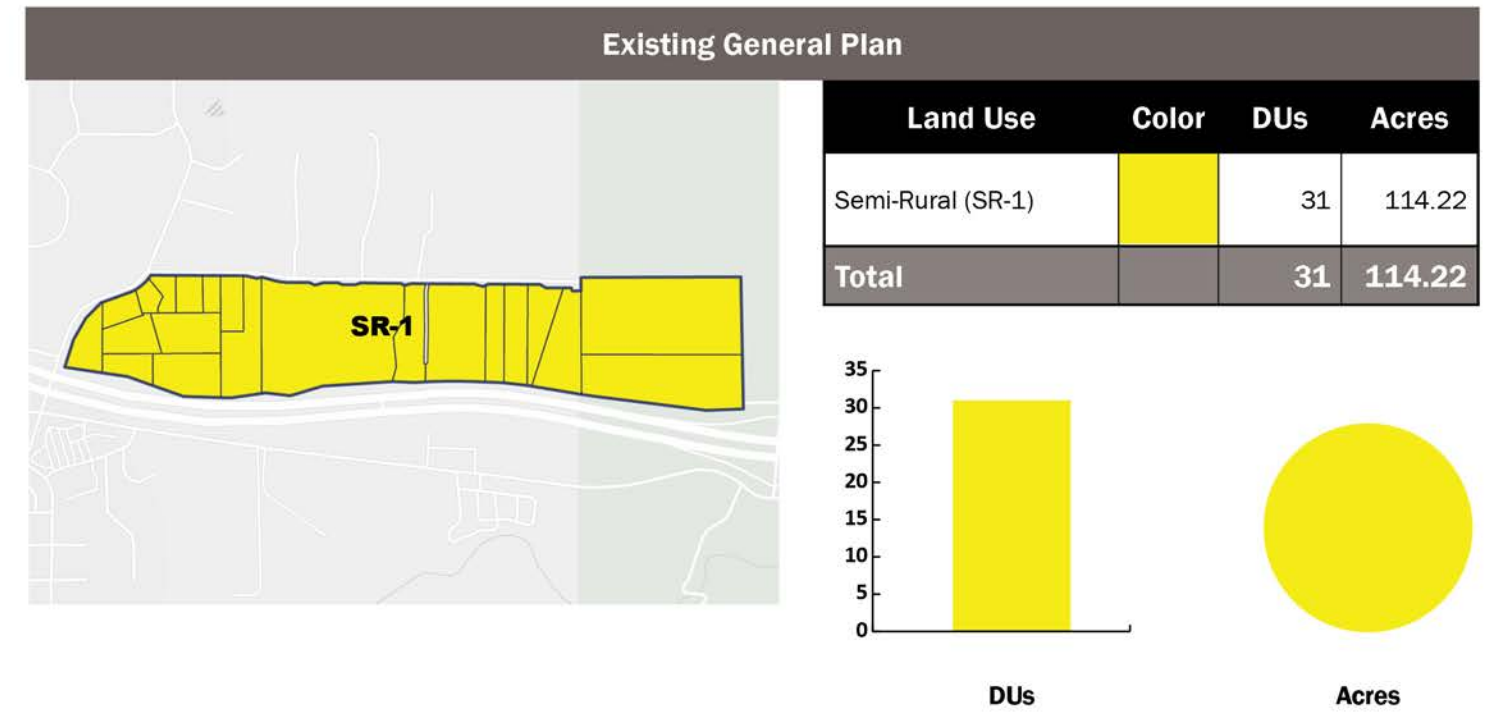 Existing General Plan
SR-1
Land Use Color DUs Acres
Semi-Rural (SR-1) 31 114.22
Total 31 114.22
35
30
25
20
15
10
5
0
DUs
Acres